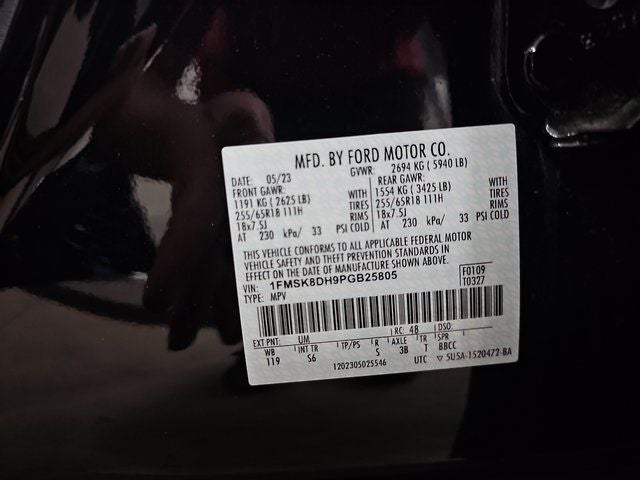 MFD. BY FORD MOTOR CO.
DATE: 05/23 GVWR: 2694 KG ( 5940 LB)
FRONT GAWR: REAR GAWR:
1191 KG ( 2625 LB) WITH 1554 KG ( 3425 LB) WITH
255/65R18 111H TIRES 255/65R18 111H TIRES
18x7.5J RIMS 18x7.5J RIMS
AT 230 kPa/ 33 PSI COLD AT 230 kPa/ 33 PSI COLD
THIS VEHICLE CONFORMS TO ALL APPLICABLE FEDERAL MOTOR
VEHICLE SAFETY AND THEFT PREVENTION STANDARDS IN
EFFECT ON THE DATE OF MANUFACTURE SHOWN ABOVE.
VIN: 1FMSK8DH9PGB25805 F0109
TYPE: MPV T0327
EXT PNT: UM RC: 48 DSO:
WB INT TR TP/PS R AXLE TR SPR
119 S6 S 3B T BBCC
1202305025546 UTC ▽ 5USA-1520472-BA